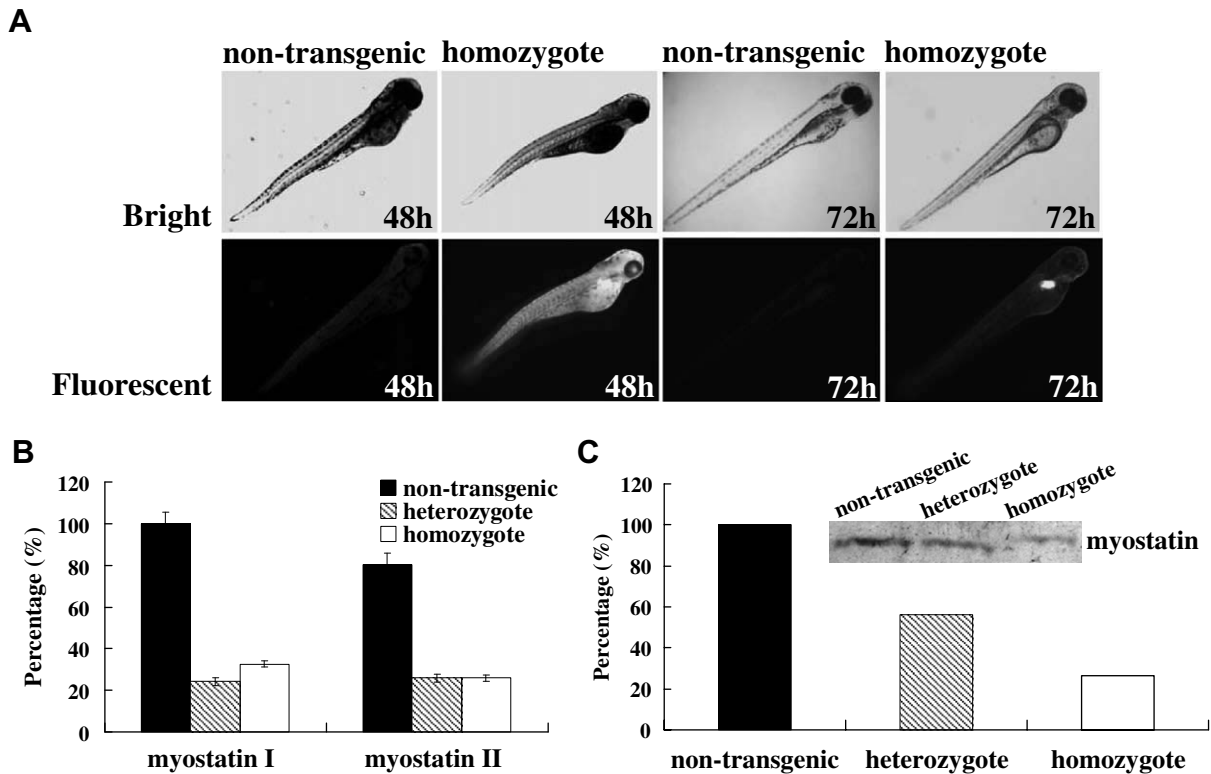 A
non-transgenic homozygote non-transgenic homozygote
Bright 48h 48h 72h 72h
Fluorescent 48h 48h 72h 72h
B
120
100
80
60
40
20
0
Percentage (%)
non-transgenic
heterozygote
homozygote
myostatin I myostatin II
C
120
100
80
60
40
20
0
Percentage (%)
non-transgenic heterozygote homozygote
myostatin
non-transgenic heterozygote homozygote